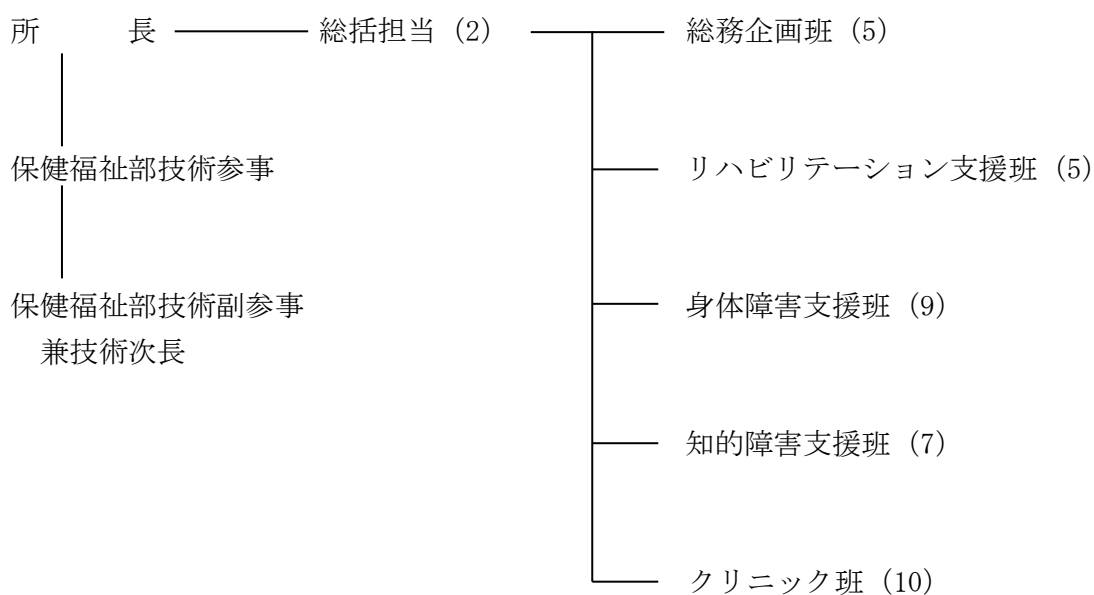 所　　　長
総括担当（2）
総務企画班（5）
保健福祉部技術参事
リハビリテーション支援班（5）
保健福祉部技術副参事
兼技術次長
身体障害支援班（9）
知的障害支援班（7）
クリニック班（10）